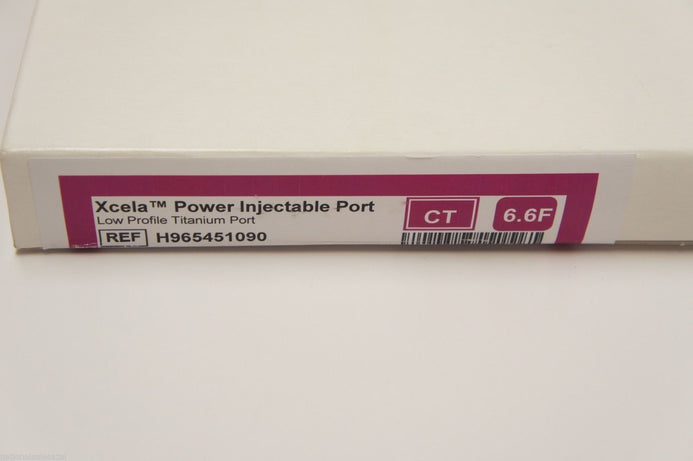 Xcela™ Power Injectable Port
Low Profile Titanium Port
REF H965451090
CT
6.6F